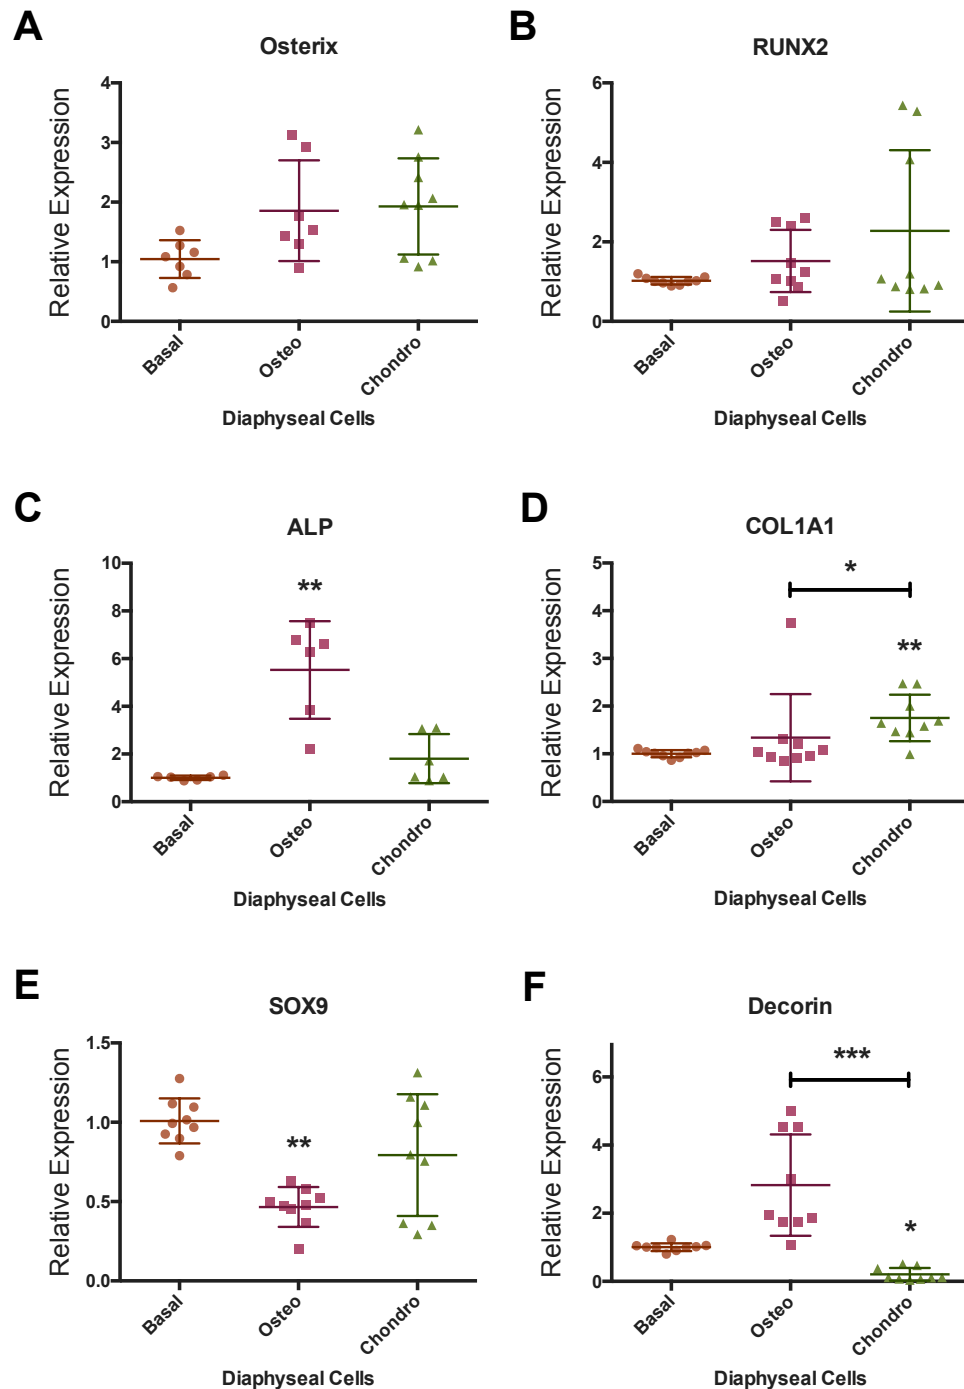 A
Osterix
Relative Expression
4
3
2
1
0
Basal
Osteo
Chondro
Diaphyseal Cells
B
RUNX2
Relative Expression
6
4
2
0
Basal
Osteo
Chondro
Diaphyseal Cells
C
ALP
Relative Expression
10
8
6
4
2
0
**
Basal
Osteo
Chondro
Diaphyseal Cells
D
COL1A1
Relative Expression
5
4
3
2
1
0
*
**
Basal
Osteo
Chondro
Diaphyseal Cells
E
SOX9
Relative Expression
1.5
1.0
0.5
0.0
**
Basal
Osteo
Chondro
Diaphyseal Cells
F
Decorin
Relative Expression
6
4
2
0
***
*
Basal
Osteo
Chondro
Diaphyseal Cells